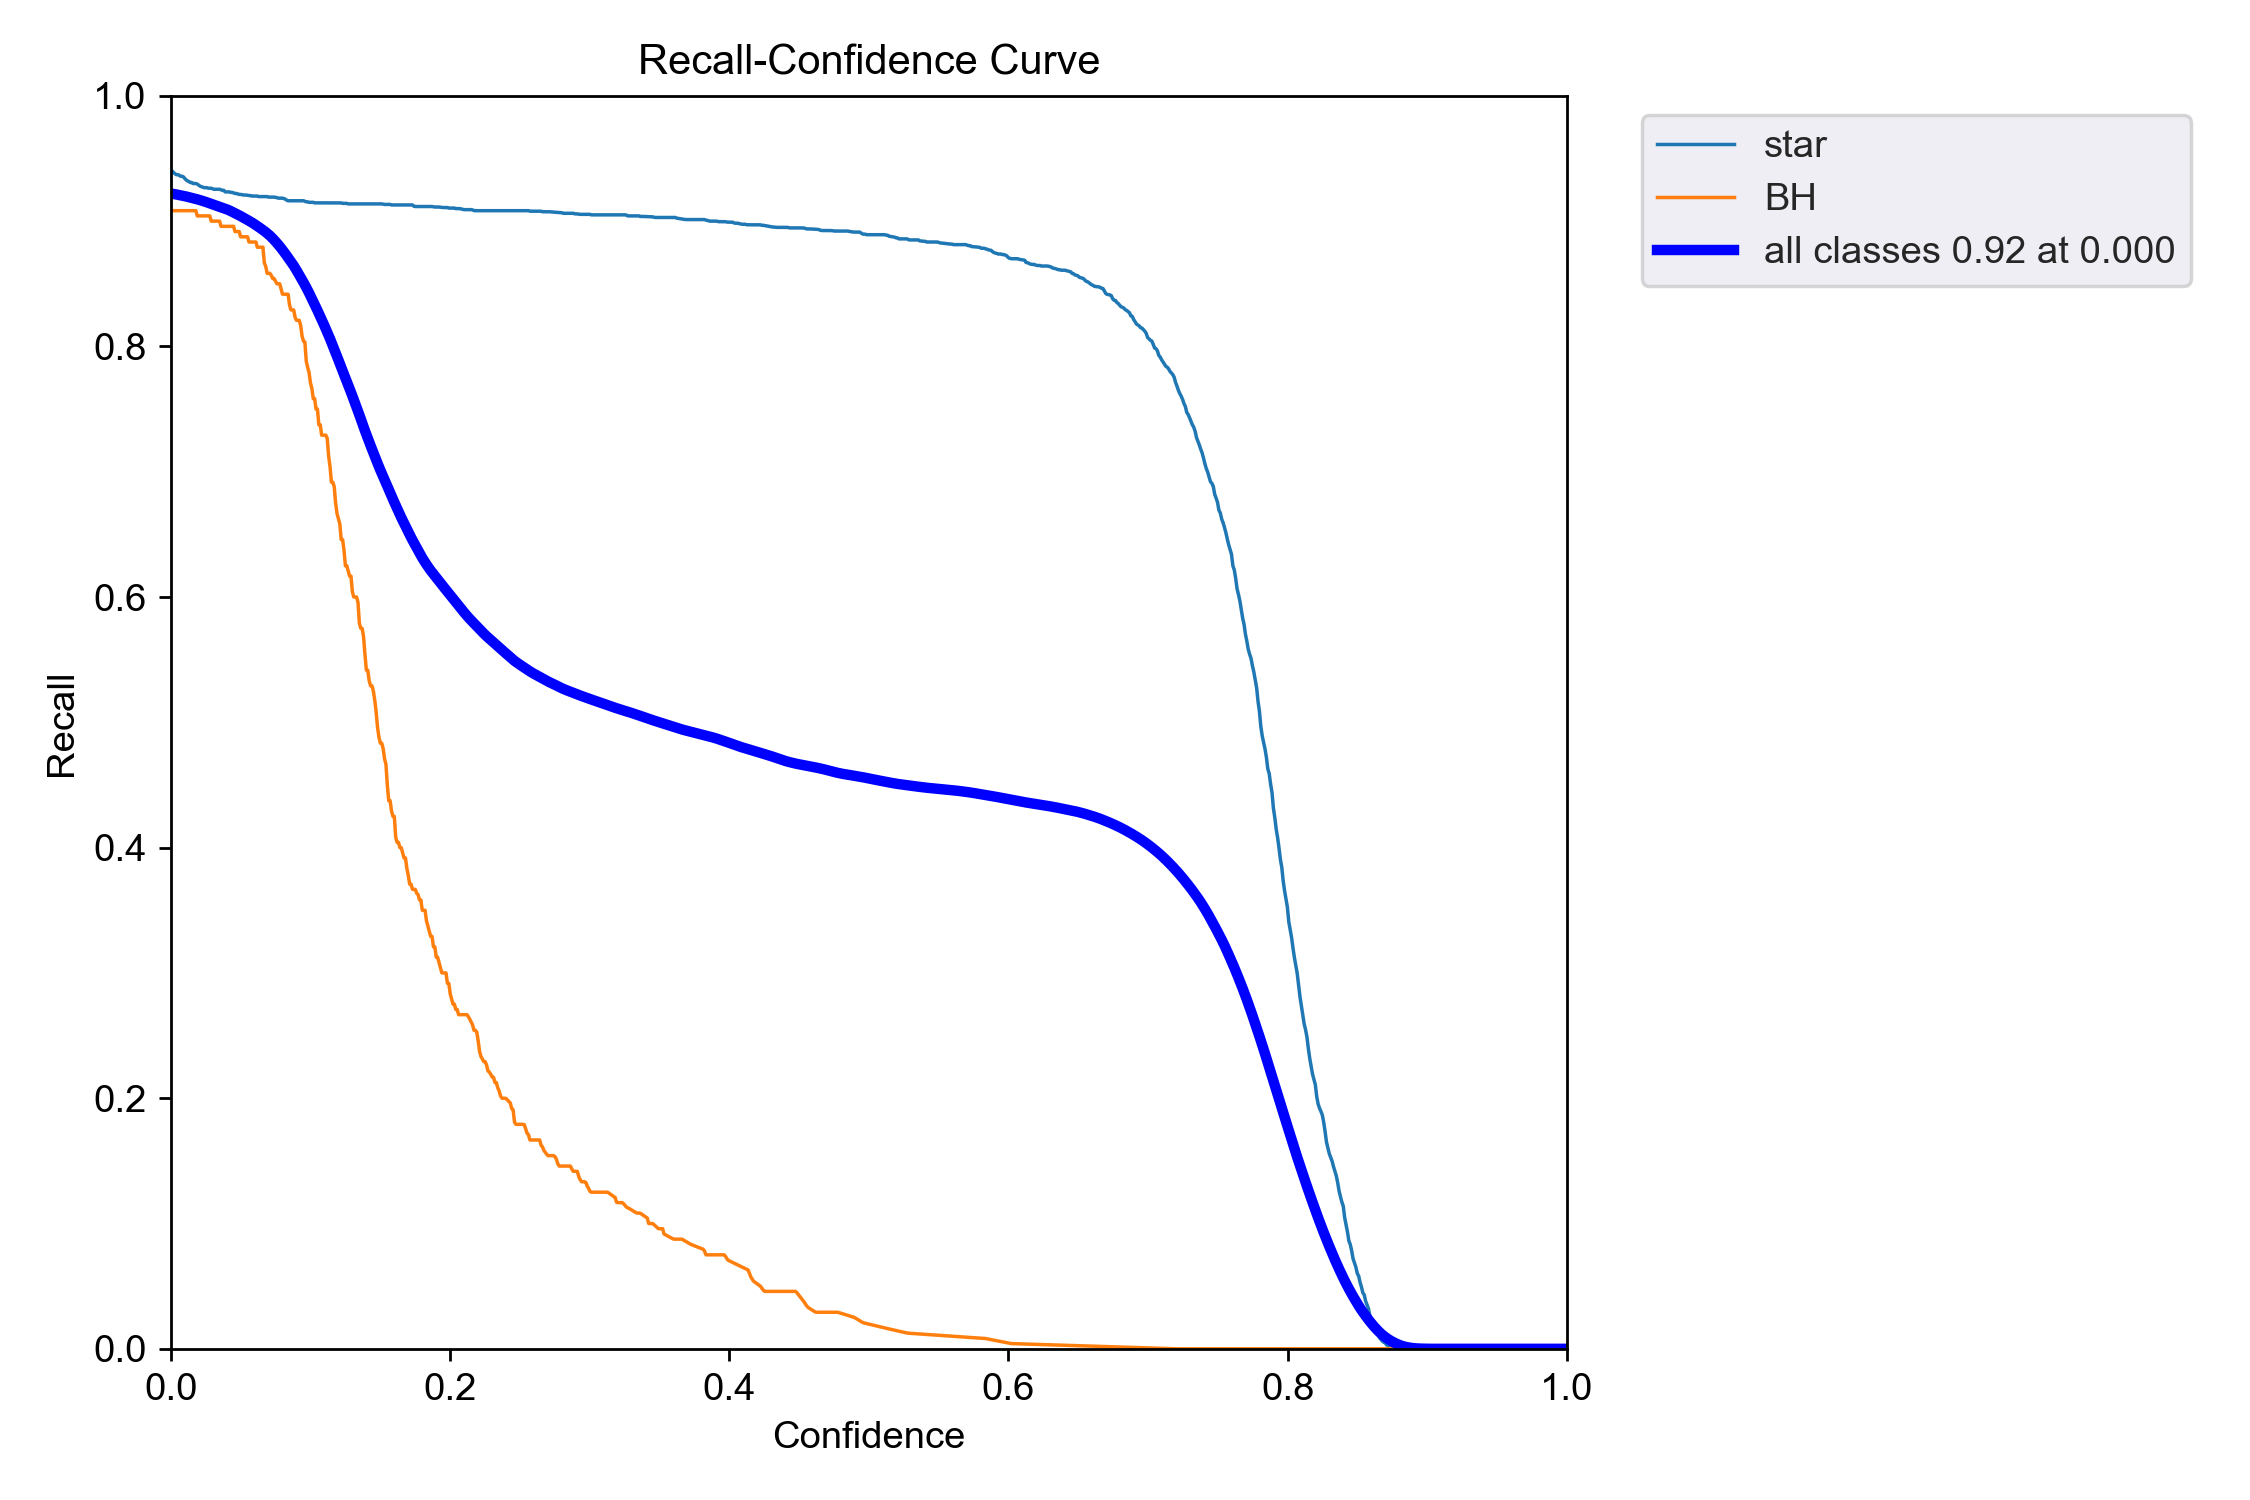 Recall-Confidence Curve
1.0
0.8
0.6
0.4
0.2
0.0
Recall
0.0 0.2 0.4 0.6 0.8 1.0
Confidence
star
BH
all classes 0.92 at 0.000